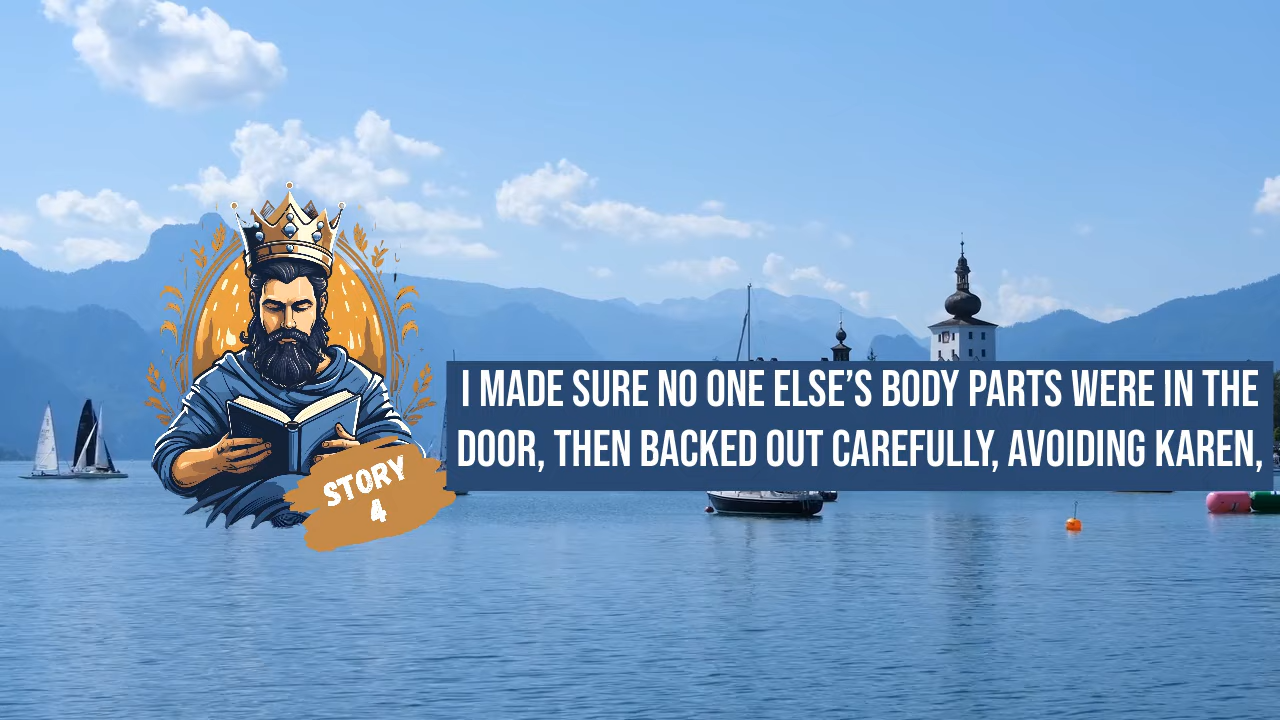 I MADE SURE NO ONE ELSE'S BODY PARTS WERE IN THE
DOOR, THEN BACKED OUT CAREFULLY, AVOIDING KAREN,
STORY
4